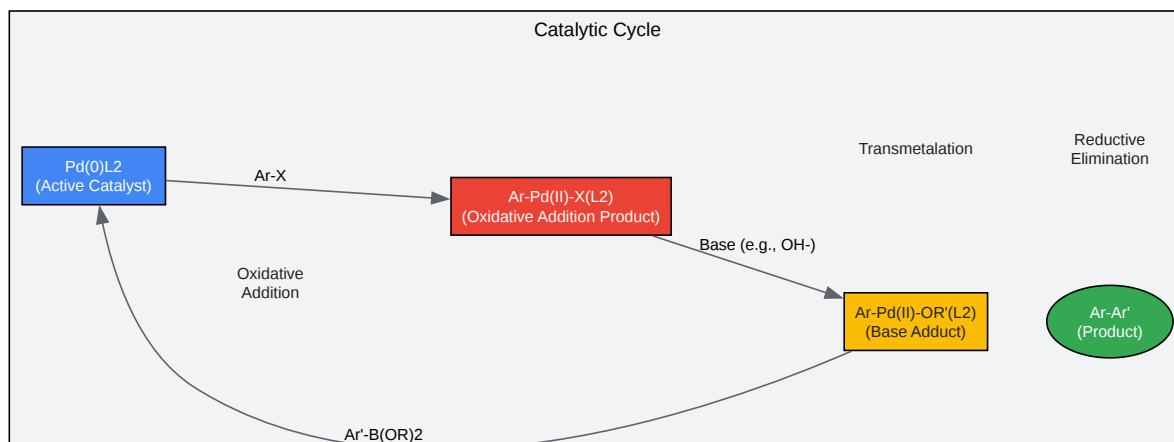 Catalytic Cycle
Pd(0)L2
(Active Catalyst)
Ar-X
Ar-Pd(II)-X(L2)
(Oxidative Addition Product)
Transmetalation
Reductive
Elimination
Base (e.g., OH-)
Oxidative
Addition
Ar-Pd(II)-OR'(L2)
(Base Adduct)
Ar-Ar'
(Product)
Ar'-B(OR)2